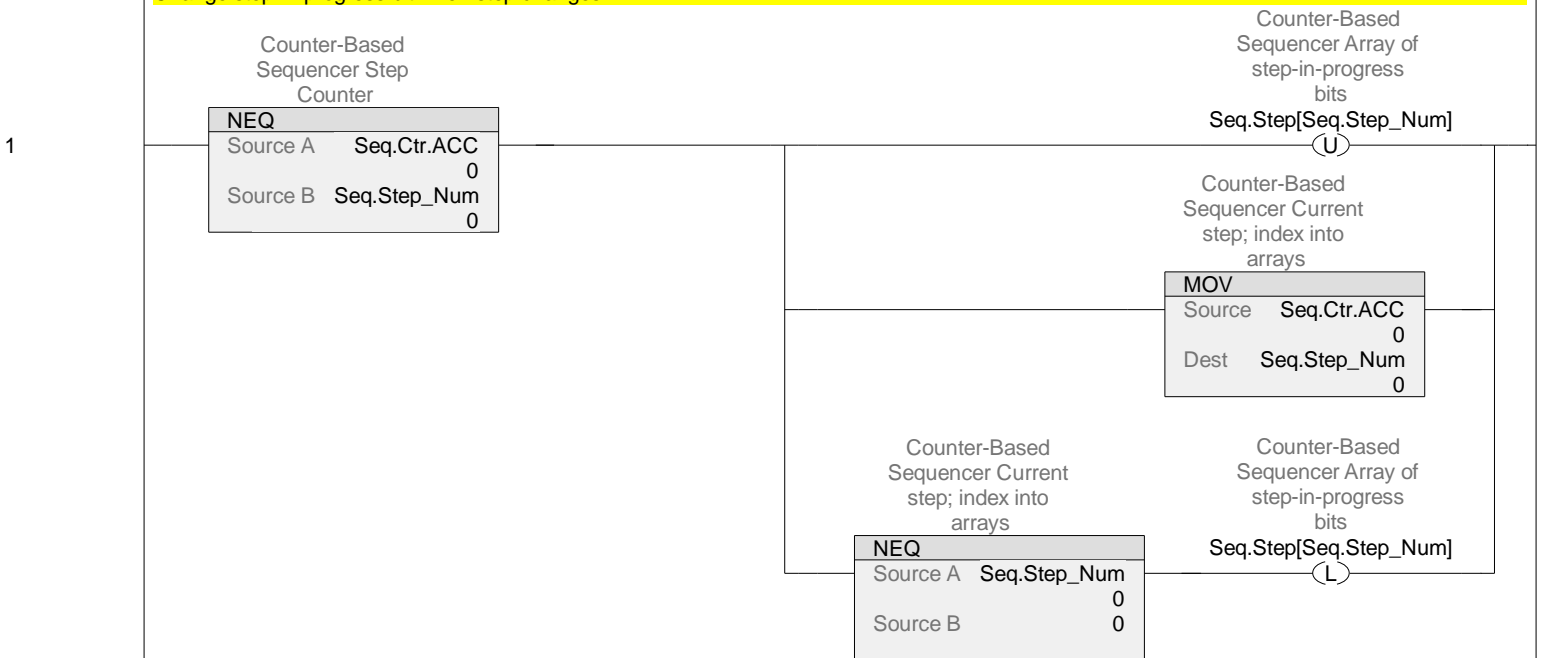 Counter-Based
Sequencer Step
Counter
NEQ
Source A Seq.Ctr.ACC
0
Source B Seq.Step_Num
0
1
Counter-Based
Sequencer Array of
step-in-progress
bits
Seq.Step[Seq.Step_Num]
U
Counter-Based
Sequencer Current
step; index into
arrays
MOV
Source Seq.Ctr.ACC
0
Dest Seq.Step_Num
0
Counter-Based
Sequencer Current
step; index into
arrays
NEQ
Source A Seq.Step_Num
0
Source B 0
Counter-Based
Sequencer Array of
step-in-progress
bits
Seq.Step[Seq.Step_Num]
L